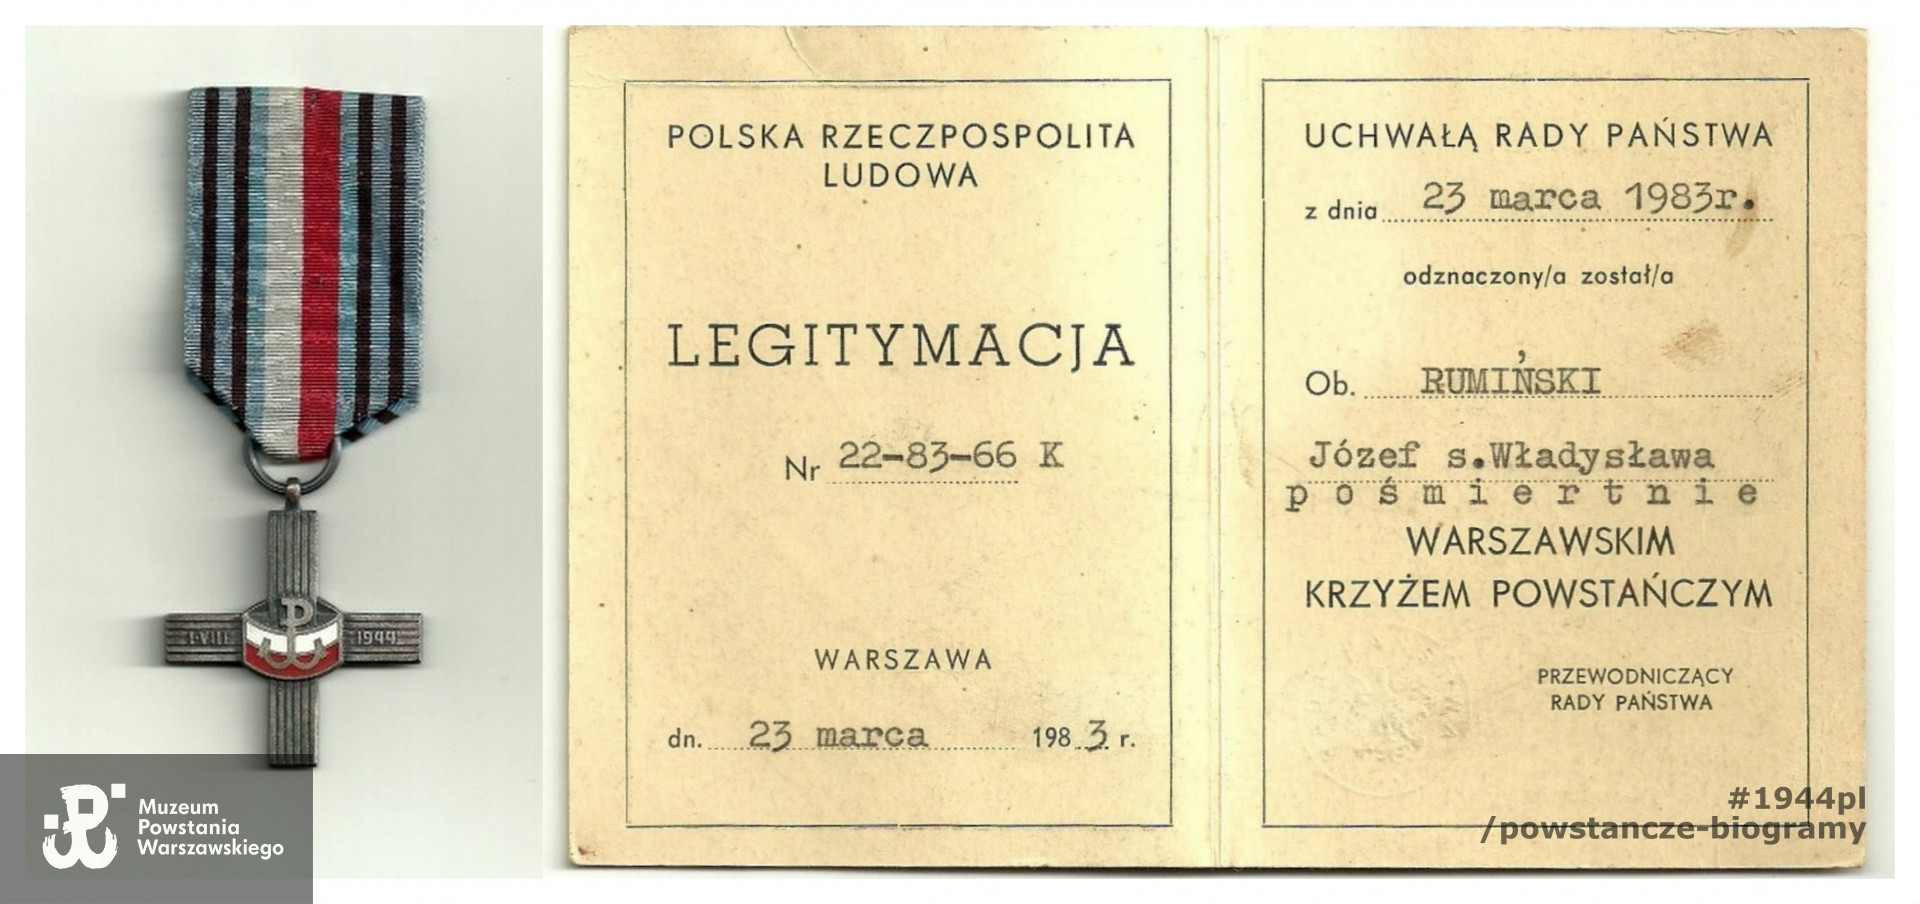 1·VIII
1944
POLSKA RZECZPOSPOLITA
LUDOWA
LEGITYMACJA
Nr 22-83-66 K
WARSZAWA
dn. 23 marca 1983 r.
UCHWAŁĄ RADY PAŃSTWA
z dnia 23 marca 1983r.
odznaczony/a został/a
Ob. RUMIŃSKI
Józef s.Władysława
pośmiertnie
WARSZAWSKIM
KRZYŻEM POWSTAŃCZYM
PRZEWODNICZĄCY
RADY PAŃSTWA
Muzeum
Powstania
Warszawskiego
#1944pl
/powstancze-biogramy